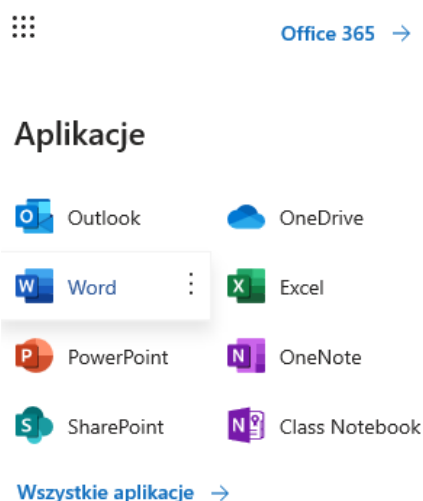 Office 365 →
Aplikacje
Outlook
OneDrive
Word
Excel
PowerPoint
OneNote
SharePoint
Class Notebook
Wszystkie aplikacje →